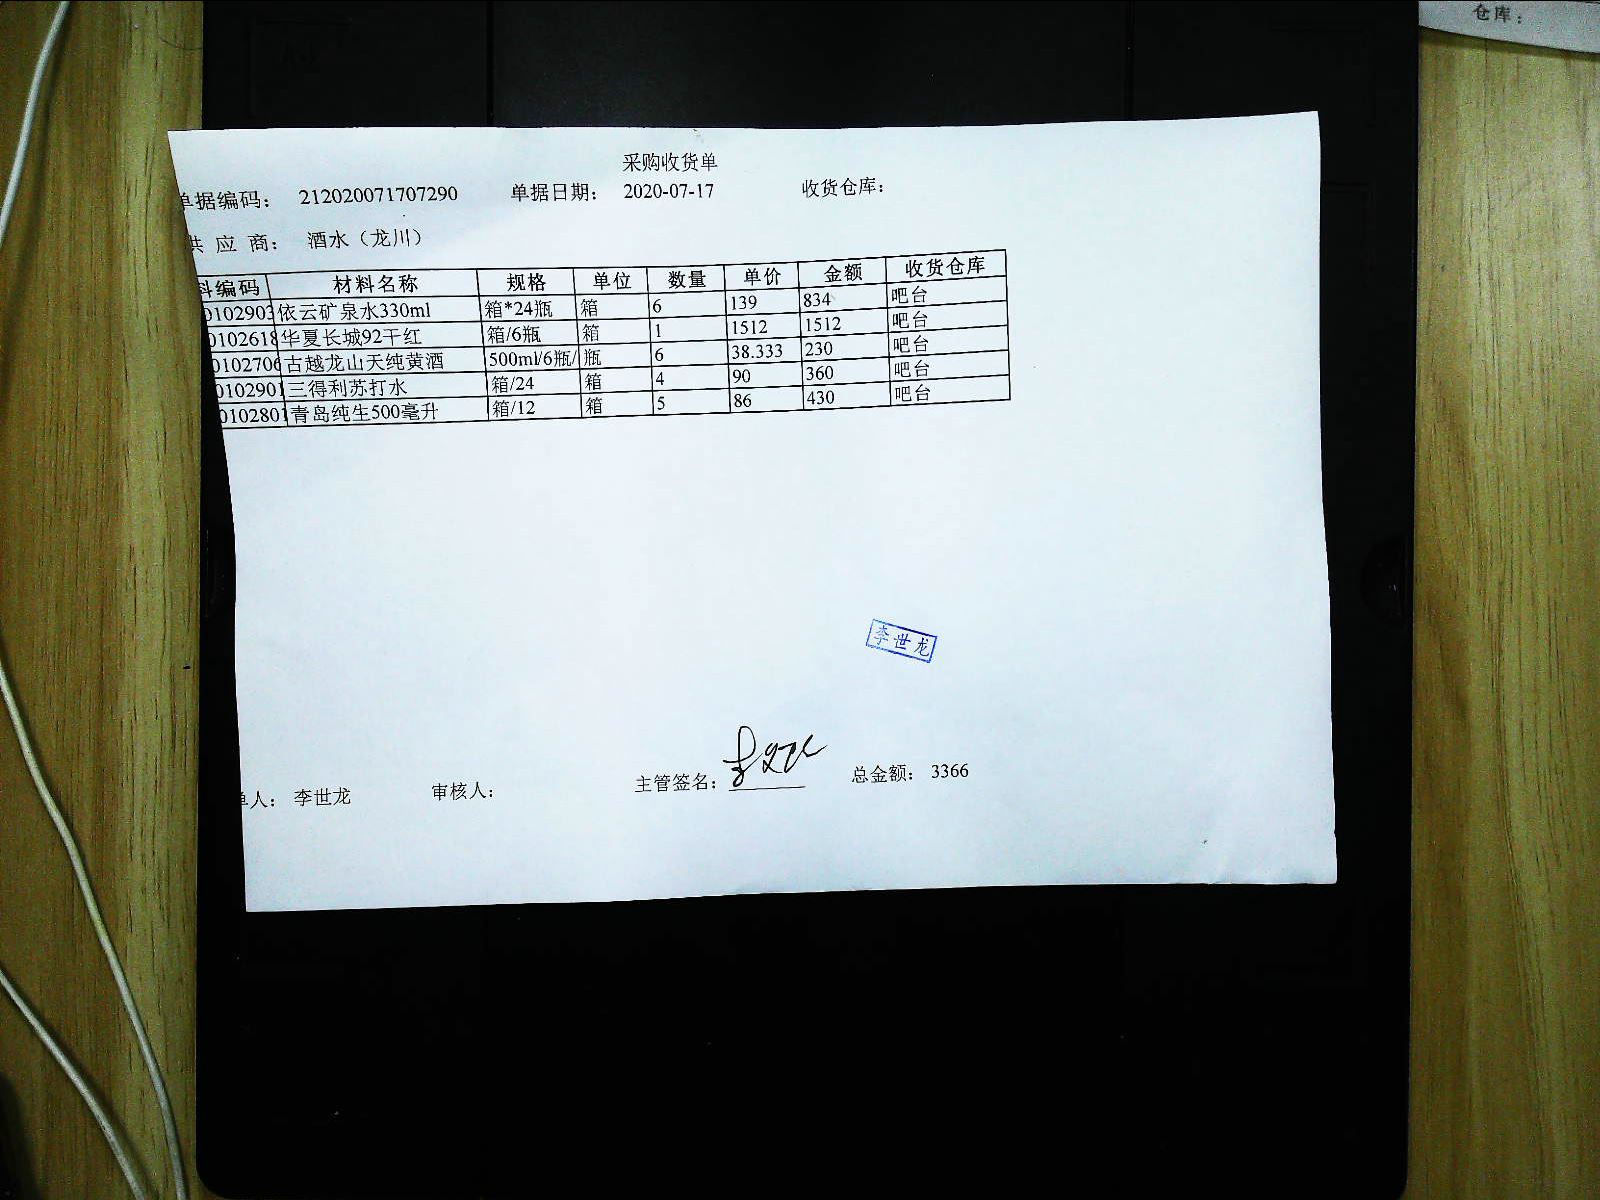 仓库：
采购收货单
单据编码： 212020071707290 单据日期： 2020-07-17 收货仓库：
供应商： 酒水（龙川）
料编码 材料名称 规格 单位 数量 单价 金额 收货仓库
0102903 依云矿泉水330ml 箱*24瓶 箱 6 139 834 吧台
0102618 华夏长城92干红 箱/6瓶 箱 1 1512 1512 吧台
0102706 古越龙山天纯黄酒 500ml/6瓶/ 瓶 6 38.333 230 吧台
0102901 三得利苏打水 箱/24 箱 4 90 360 吧台
0102801 青岛纯生500毫升 箱/12 箱 5 86 430 吧台
李世龙
单人： 李世龙 审核人： 主管签名： 总金额： 3366